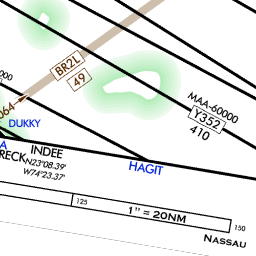 BR2L
49
MAA-60000
Y352
410
DUKKY
INDEE
N23°08.39'
W74°23.37'
HAGIT
125
1" = 20NM
150
NASSAU